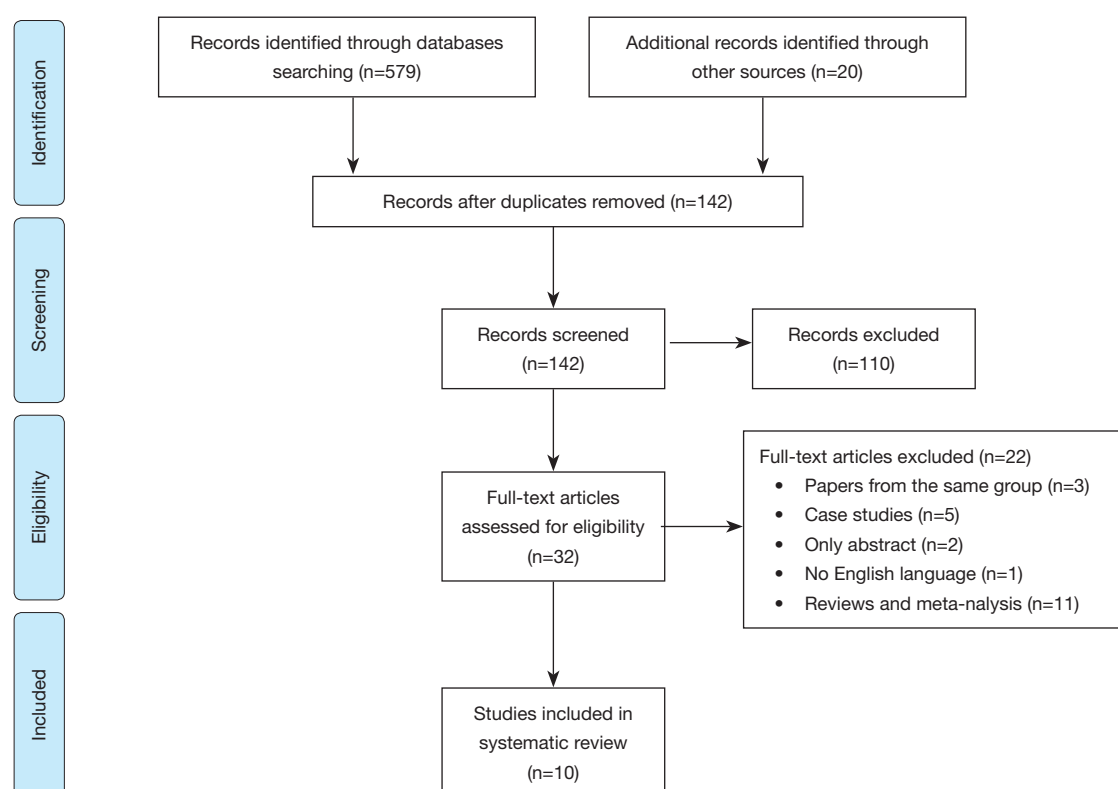 Identification
Records identified through databases
searching (n=579)
Additional records identified through
other sources (n=20)
Records after duplicates removed (n=142)
Screening
Records screened
(n=142)
Records excluded
(n=110)
Eligibility
Full-text articles
assessed for eligibility
(n=32)
Full-text articles excluded (n=22)
• Papers from the same group (n=3)
• Case studies (n=5)
• Only abstract (n=2)
• No English language (n=1)
• Reviews and meta-nalysis (n=11)
Included
Studies included in
systematic review
(n=10)